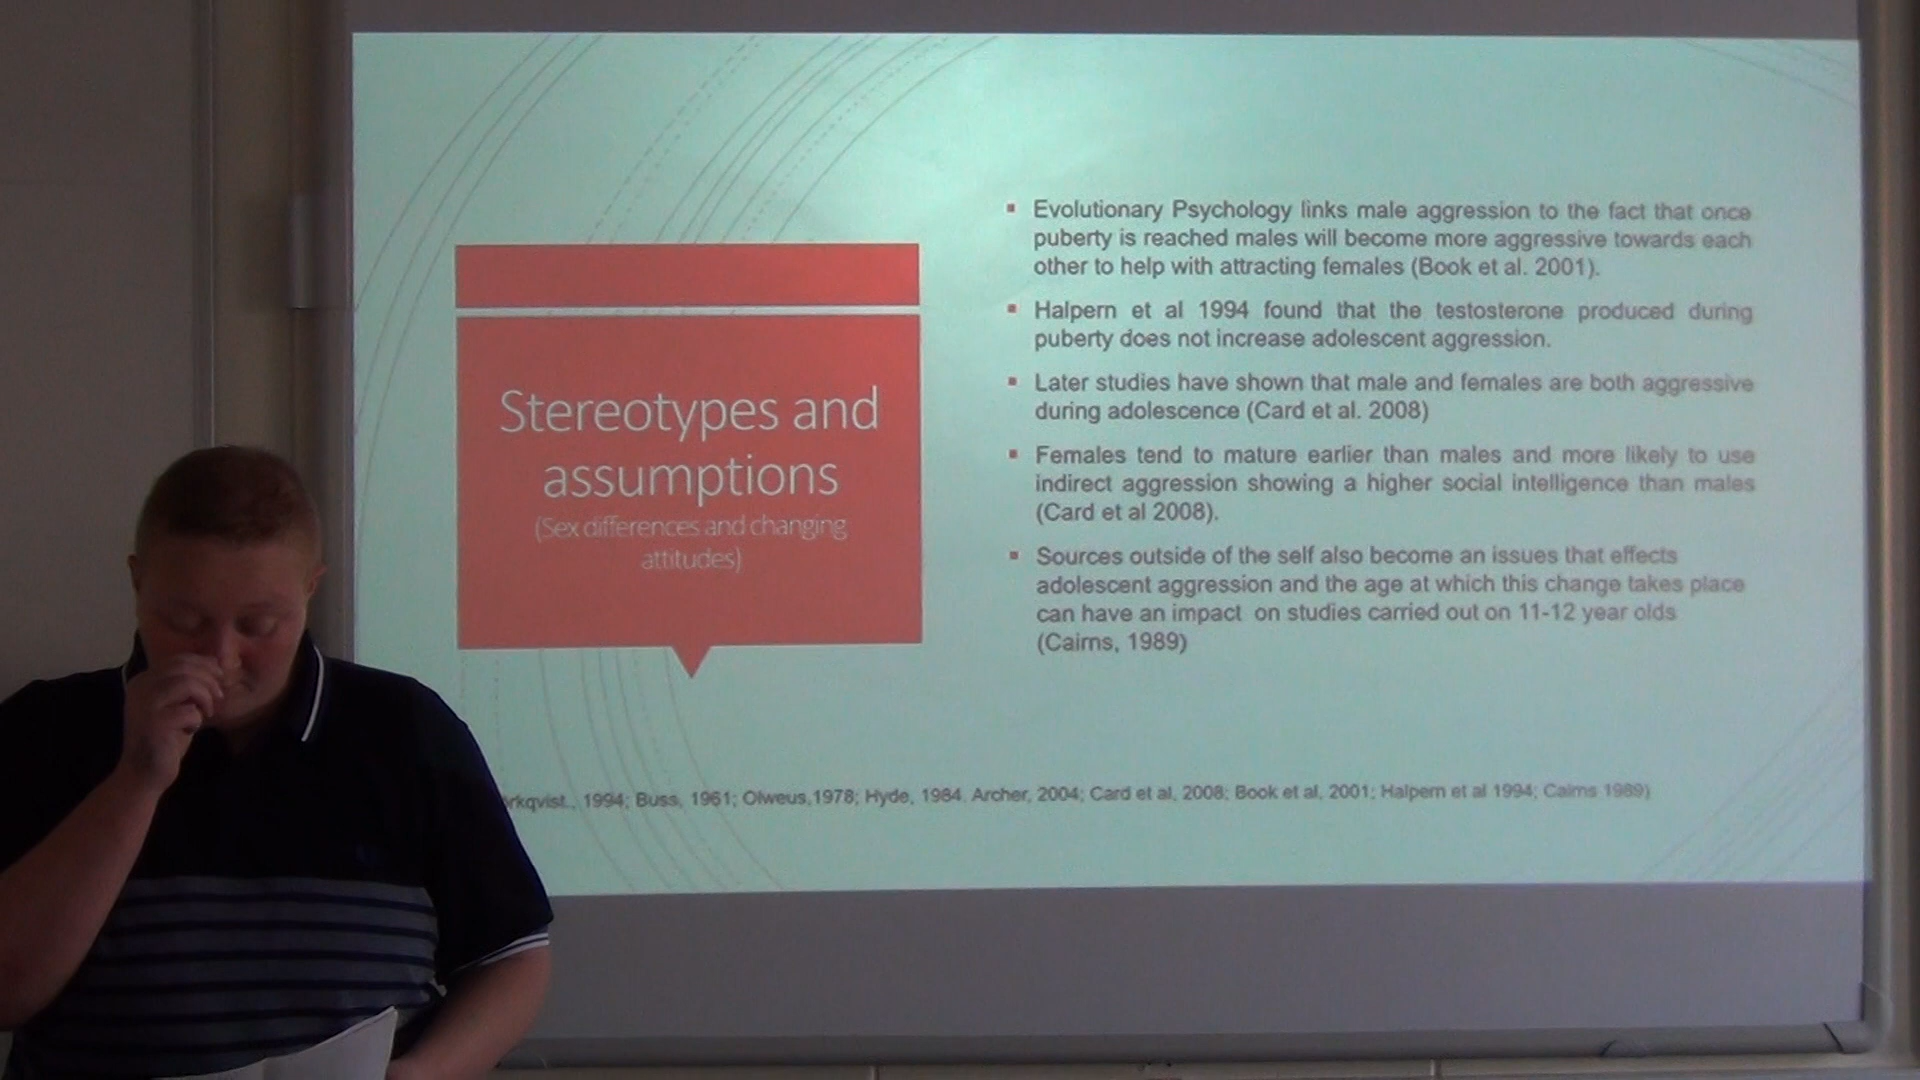 Stereotypes and
assumptions
(Sex differences and changing
attitudes)
▪ Evolutionary Psychology links male aggression to the fact that once
puberty is reached males will become more aggressive towards each
other to help with attracting females (Book et al. 2001).
▪ Halpern et al 1994 found that the testosterone produced during
puberty does not increase adolescent aggression.
▪ Later studies have shown that male and females are both aggressive
during adolescence (Card et al. 2008)
▪ Females tend to mature earlier than males and more likely to use
indirect aggression showing a higher social intelligence than males
(Card et al 2008).
▪ Sources outside of the self also become an issues that effects
adolescent aggression and the age at which this change takes place
can have an impact on studies carried out on 11-12 year olds
(Cairns, 1989)
rkqvist., 1994; Buss, 1961; Olweus,1978; Hyde, 1984. Archer, 2004; Card et al, 2008; Book et al, 2001; Halpern et al 1994; Cairns 1989)